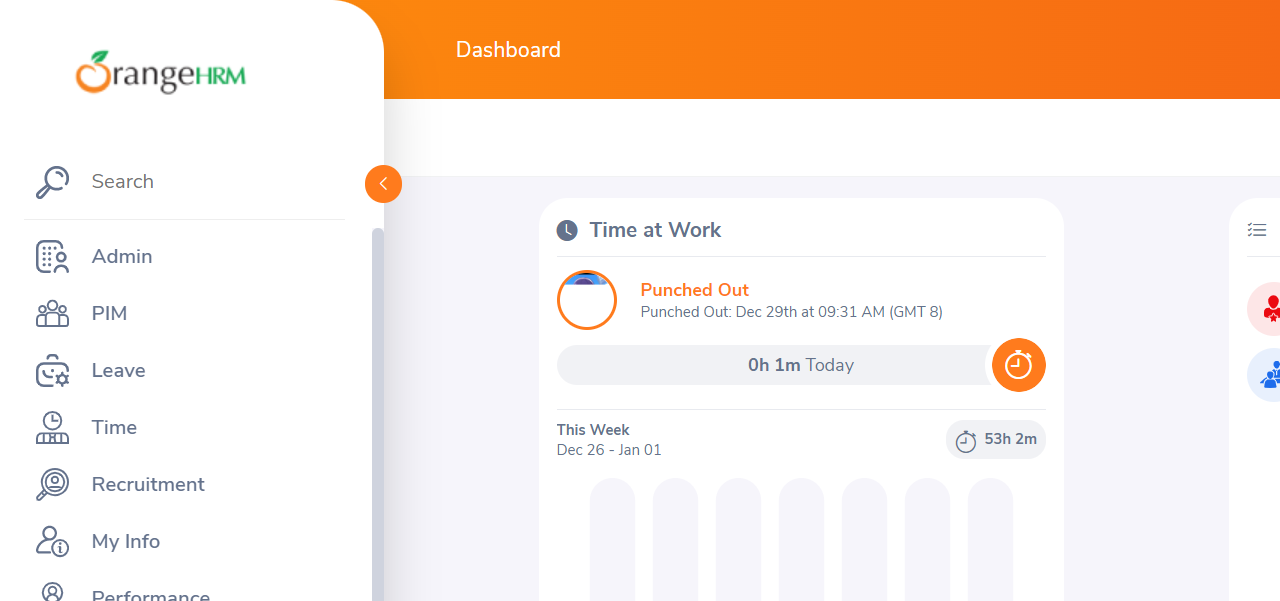 OrangeHRM
Dashboard
Search
Admin
PIM
Leave
Time
Recruitment
My Info
Performance
Time at Work
Punched Out
Punched Out: Dec 29th at 09:31 AM (GMT 8)
0h 1m Today
This Week
Dec 26 - Jan 01
53h 2m